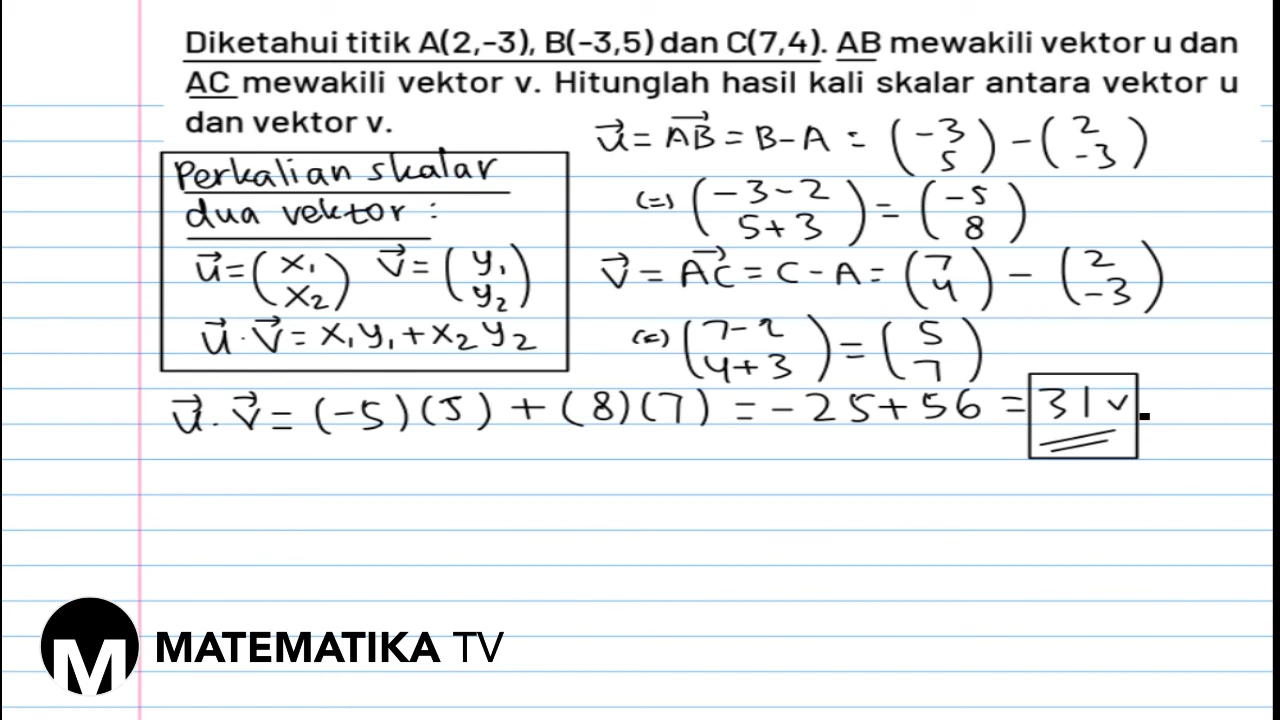 Diketahui titik A(2,-3), B(-3,5) dan C(7,4). AB mewakili vektor u dan
AC mewakili vektor v. Hitunglah hasil kali skalar antara vektor u
dan vektor v.
Perkalian skalar
dua vektor :
u⃗ = (x₁ x₂) v⃗ = (y₁ y₂)
u⃗ . v⃗ = x₁y₁ + x₂y₂
u⃗ = AB⃗ = B - A = (-3 5) - (2 -3)
(=) (-3-2 5+3) = (-5 8)
v⃗ = AC⃗ = C - A = (7 4) - (2 -3)
(=) (7-2 4+3) = (5 7)
u⃗ . v⃗ = (-5)(5) + (8)(7) = -25 + 56 = 31 v.
M MATEMATIKA TV